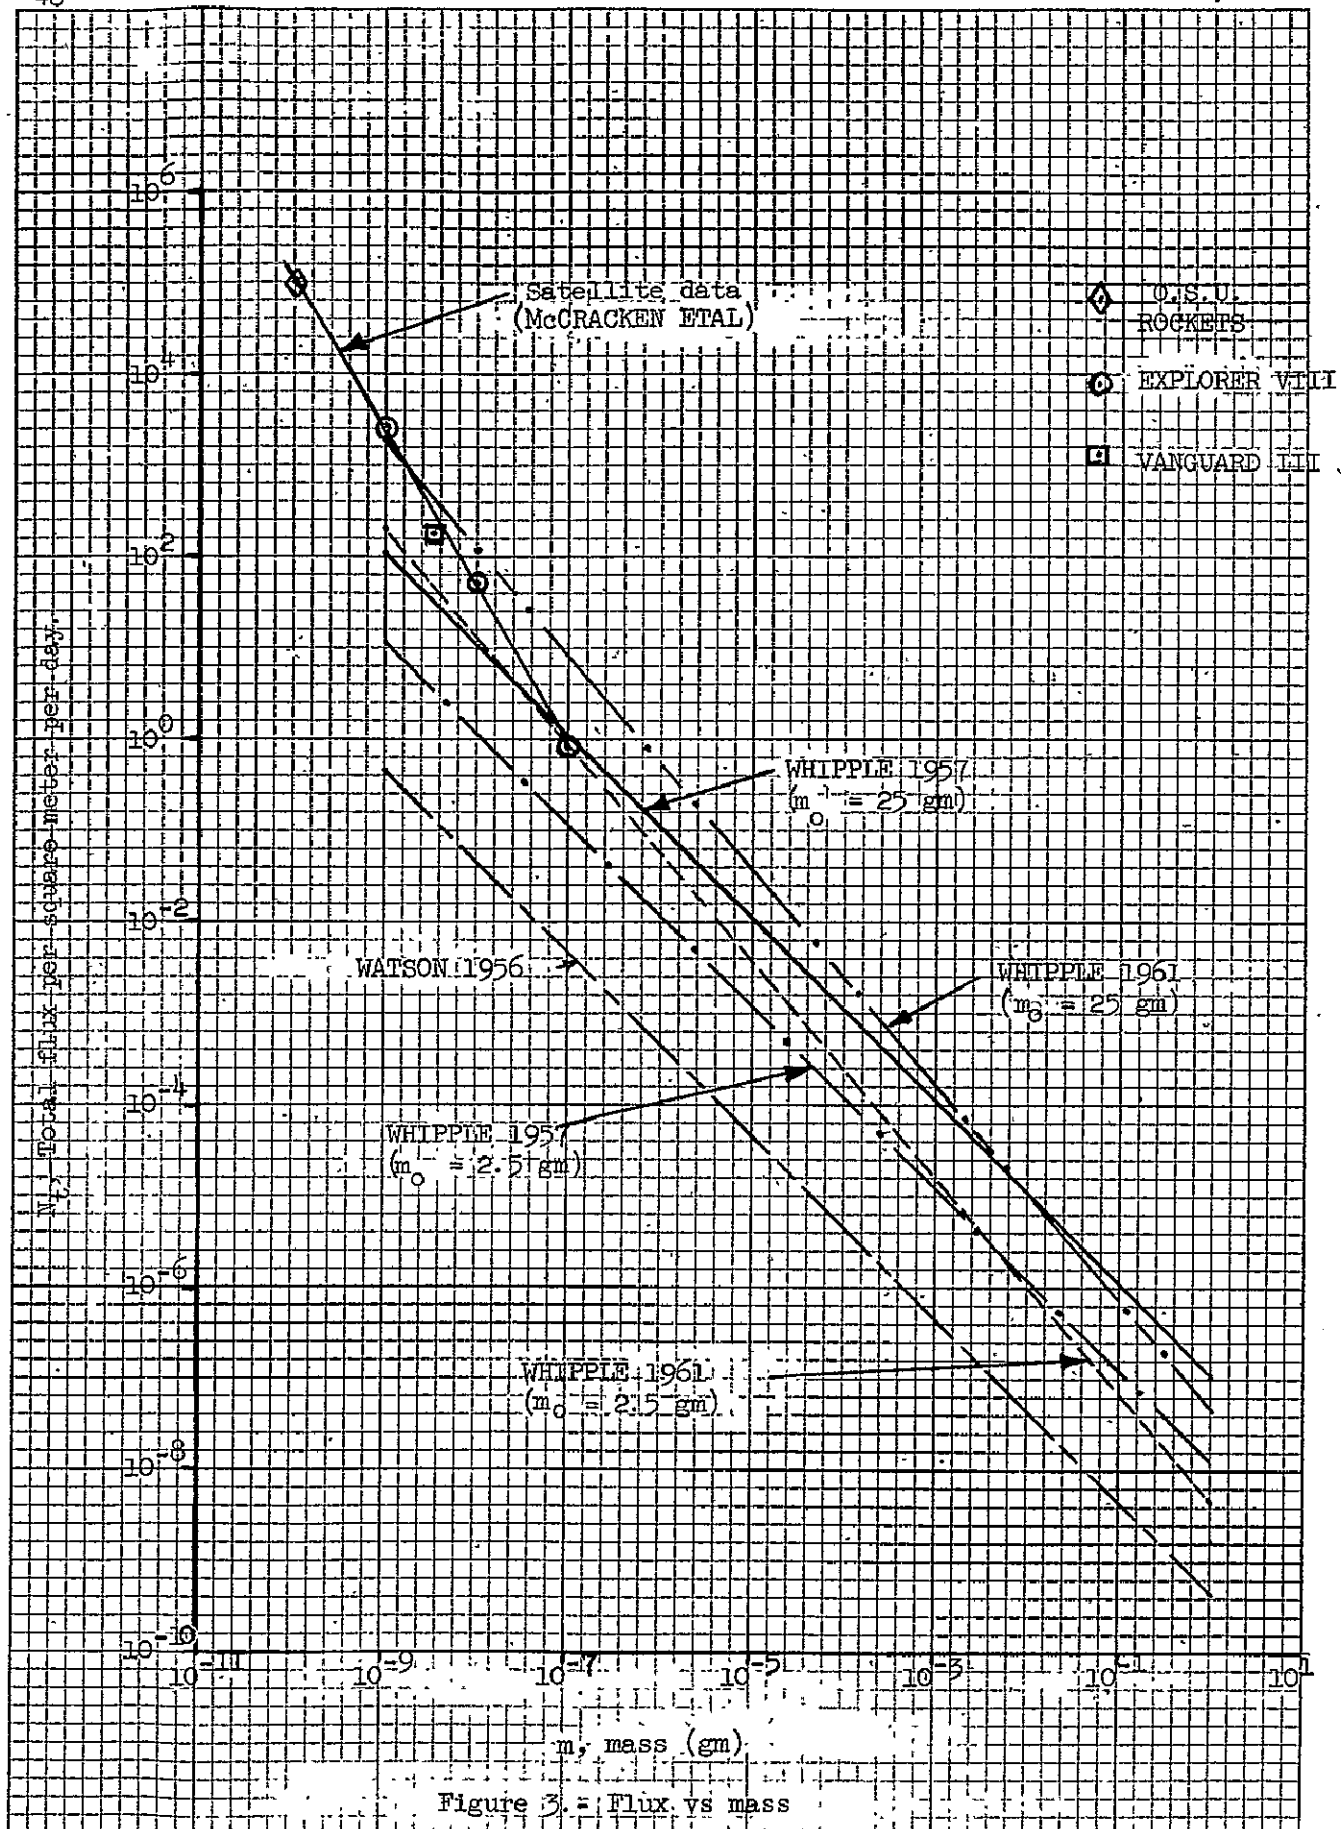 10^6
Satellite data
(McCRACKEN ETAL)
O.S.U.
ROCKETS
10^4
EXPLORER VIII
VANGUARD III
10^2
N_t, Total flux per square meter per day.
10^0
WHIPPLE 1957
(m_o = 25 gm)
10^-2
WATSON 1956
WHIPPLE 1961
(m_o = 25 gm)
10^-4
WHIPPLE 1957
(m_o = 2.5 gm)
10^-6
WHIPPLE 1961
(m_o = 2.5 gm)
10^-8
10^-10
10^-11 10^-9 10^-7 10^-5 10^-3 10^-1 10^1
m, mass (gm)
Figure 3.- Flux vs mass